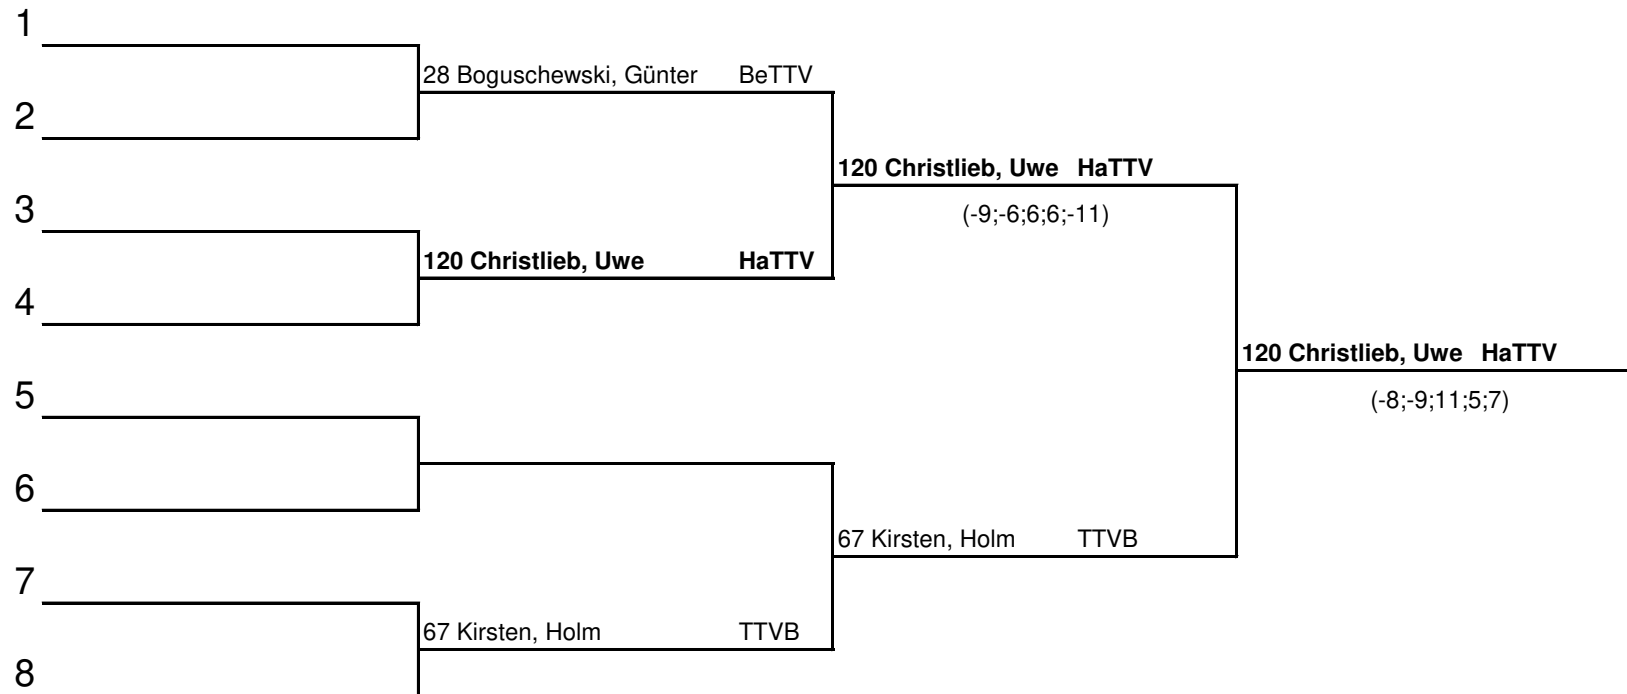 1
28 Boguschewski, Günter BeTTV
2
120 Christlieb, Uwe HaTTV
3
(-9;-6;6;6;-11)
120 Christlieb, Uwe HaTTV
4
120 Christlieb, Uwe HaTTV
5
(-8;-9;11;5;7)
6
67 Kirsten, Holm TTVB
7
67 Kirsten, Holm TTVB
8